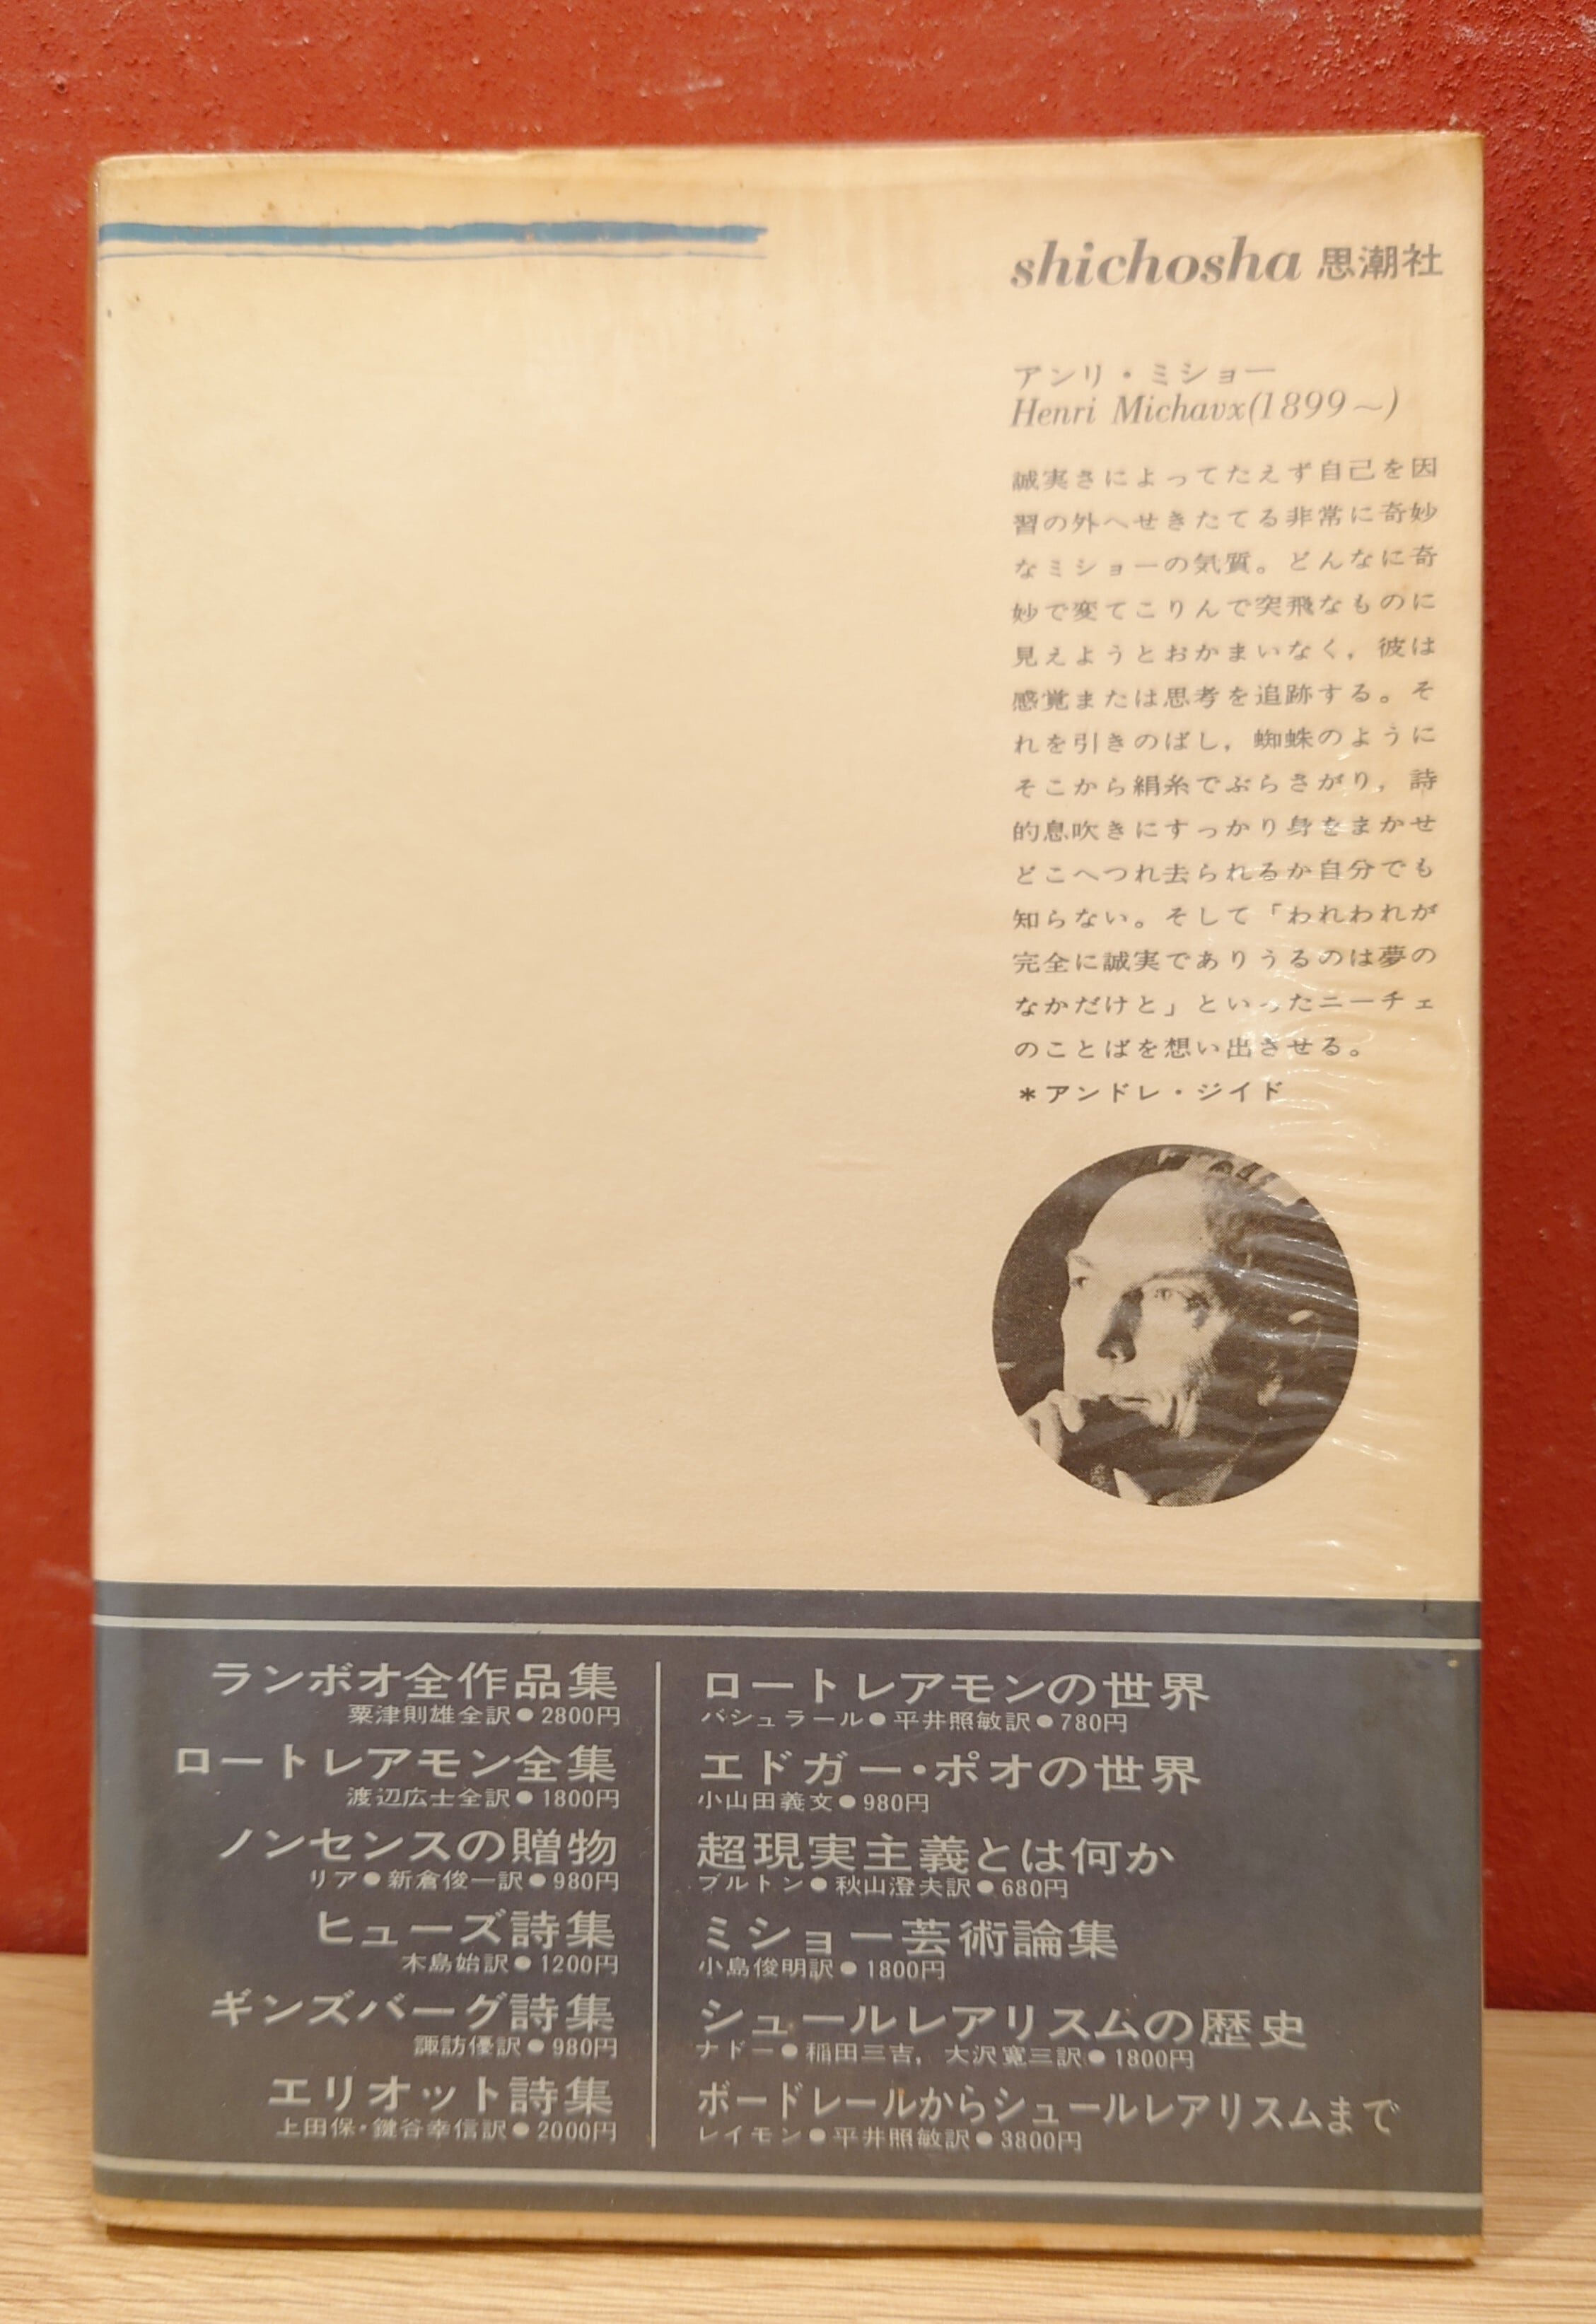 shichosha 思潮社
アンリ・ミショー
Henri Michavx(1899〜)
誠実さによってたえず自己を因
習の外へせきたてる非常に奇妙
なミショーの気質。どんなに奇
妙で変てこりんで突飛なものに
見えようとおかまいなく，彼は
感覚または思考を追跡する。そ
れを引きのばし，蜘蛛のように
そこから絹糸でぶらさがり，詩
的息吹きにすっかり身をまかせ
どこへつれ去られるか自分でも
知らない。そして「われわれが
完全に誠実でありうるのは夢の
なかだけと」といったニーチェ
のことばを想い出させる。
＊アンドレ・ジイド
ランボオ全作品集
粟津則雄全訳●2800円
ロートレアモン全集
渡辺広士全訳●1800円
ノンセンスの贈物
リア●新倉俊一訳●980円
ヒューズ詩集
木島始訳●1200円
ギンズバーグ詩集
諏訪優訳●980円
エリオット詩集
上田保・鍵谷幸信訳●2000円
ロートレアモンの世界
バシュラール●平井照敏訳●780円
エドガー・ポオの世界
小山田義文●980円
超現実主義とは何か
ブルトン●秋山澄夫訳●680円
ミショー芸術論集
小島俊明訳●1800円
シュールレアリスムの歴史
ナドー●稲田三吉，大沢寛三訳●1800円
ボードレールからシュールレアリスムまで
レイモン●平井照敏訳●3800円